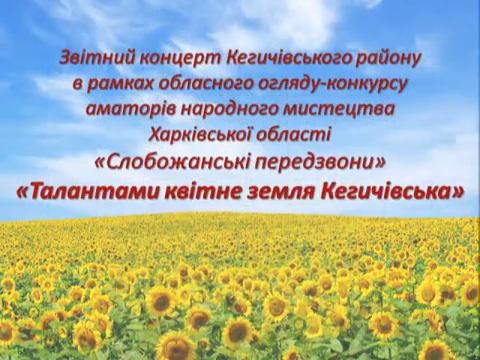 Звітний концерт Кегичівського району
в рамках обласного огляду-конкурсу
аматорів народного мистецтва
Харківської області
«Слобожанські передзвони»
«Талантами квітне земля Кегичівська»